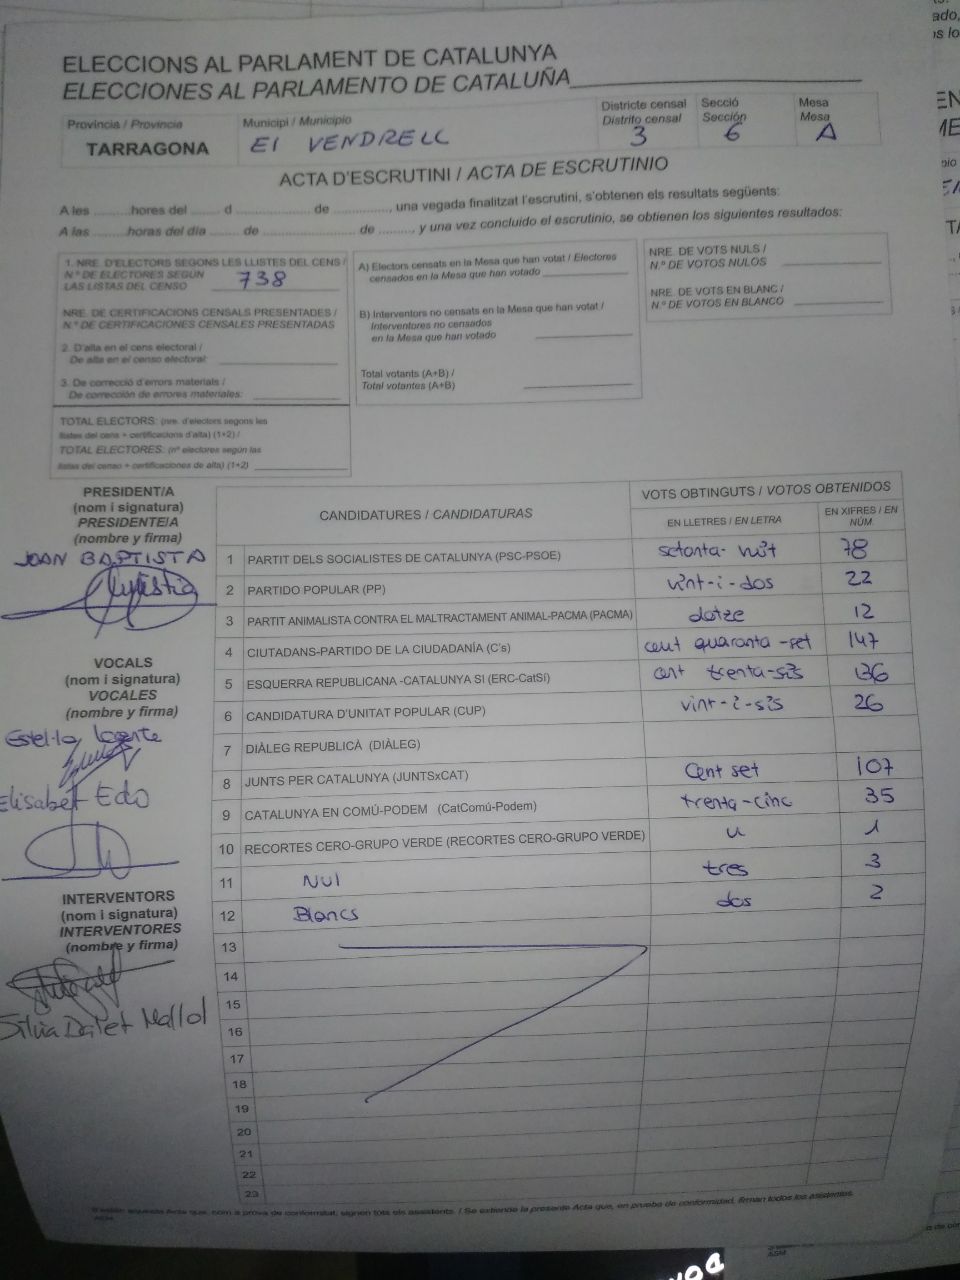 ELECCIONS AL PARLAMENT DE CATALUNYA
ELECCIONES AL PARLAMENTO DE CATALUÑA
Província / Provincia
TARRAGONA
Municipi / Municipio
El VENDRELL
Districte censal
Distrito censal
3
Secció
Sección
6
Mesa
Mesa
A
ACTA D'ESCRUTINI / ACTA DE ESCRUTINIO
A les ..........hores del ........ d .................... de ..............., una vegada finalitzat l'escrutini, s'obtenen els resultats següents:
A las ..........horas del día ........ de ......................... de ........., y una vez concluido el escrutinio, se obtienen los siguientes resultados:
1. NRE. D'ELECTORS SEGONS LES LLISTES DEL CENS /
N.º DE ELECTORES SEGÚN
LAS LISTAS DEL CENSO 738
NRE. DE CERTIFICACIONS CENSALS PRESENTADES /
N.º DE CERTIFICACIONES CENSALES PRESENTADAS
2. D'alta en el cens electoral /
De alta en el censo electoral:
3. De correcció d'errors materials /
De corrección de errores materiales:
TOTAL ELECTORS: (nre. d'electors segons les
llistes del cens + certificacions d'alta) (1+2) /
TOTAL ELECTORES: (nº electores según las
listas del censo + certificaciones de alta) (1+2)
A) Electors censats en la Mesa que han votat / Electores
censados en la Mesa que han votado
B) Interventors no censats en la Mesa que han votat /
Interventores no censados
en la Mesa que han votado
Total votants (A+B) /
Total votantes (A+B)
NRE. DE VOTS NULS /
N.º DE VOTOS NULOS
NRE. DE VOTS EN BLANC /
N.º DE VOTOS EN BLANCO
PRESIDENT/A
(nom i signatura)
PRESIDENTE/A
(nombre y firma)
JOAN BAPTISTA
VOCALS
(nom i signatura)
VOCALES
(nombre y firma)
Elisabet Edo
INTERVENTORS
(nom i signatura)
INTERVENTORES
(nombre y firma)
Silvia Dalet Mallol
CANDIDATURES / CANDIDATURAS
VOTS OBTINGUTS / VOTOS OBTENIDOS
EN LLETRES / EN LETRA
EN XIFRES / EN NÚM.
1 PARTIT DELS SOCIALISTES DE CATALUNYA (PSC-PSOE) setanta-vuit 78
2 PARTIDO POPULAR (PP) vint-i-dos 22
3 PARTIT ANIMALISTA CONTRA EL MALTRACTAMENT ANIMAL-PACMA (PACMA) dotze 12
4 CIUTADANS-PARTIDO DE LA CIUDADANÍA (C's) cent quaranta-set 147
5 ESQUERRA REPUBLICANA -CATALUNYA SÍ (ERC-CatSí) cent trenta-sis 136
6 CANDIDATURA D'UNITAT POPULAR (CUP) vint-i-sis 26
7 DIÀLEG REPUBLICÀ (DIÀLEG)
8 JUNTS PER CATALUNYA (JUNTSxCAT) Cent set 107
9 CATALUNYA EN COMÚ-PODEM (CatComú-Podem) trenta-cinc 35
10 RECORTES CERO-GRUPO VERDE (RECORTES CERO-GRUPO VERDE) u 1
11 Nul tres 3
12 Blancs dos 2
13
14
15
16
17
18
19
20
21
22
23
S'estén aquesta Acta que, com a prova de conformitat, signen tots els assistents. / Se extiende la presente Acta que, en prueba de conformidad, firman todos los asistentes.